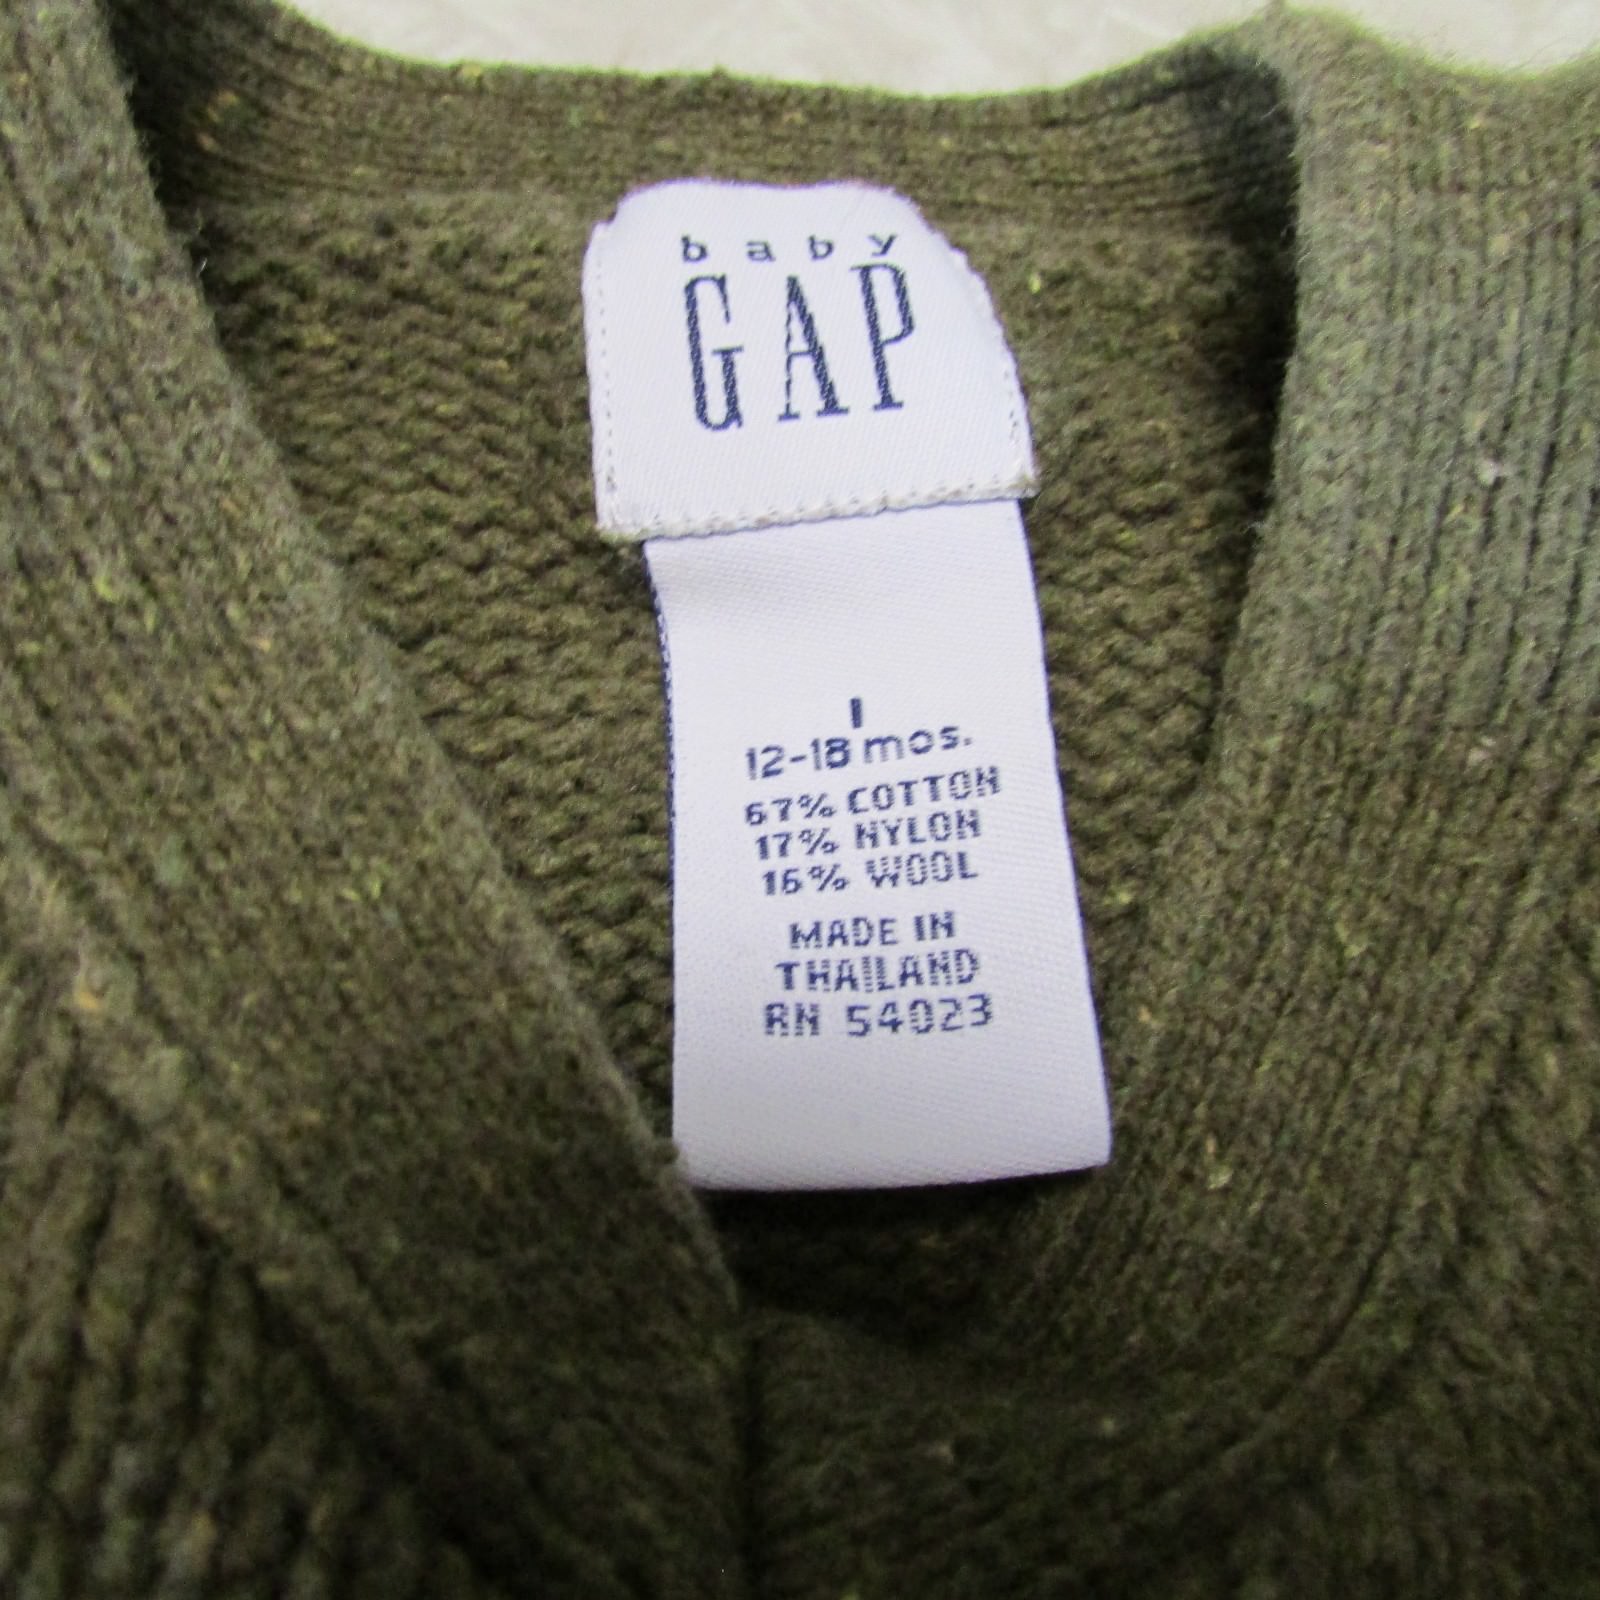 baby
GAP
12-18 mos.
67% COTTON
17% NYLON
16% WOOL
MADE IN
THAILAND
RN 54023